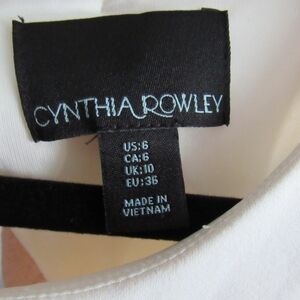 CYNTHIA ROWLEY
US:6
CA:6
UK:10
EU:36
MADE IN
VIETNAM